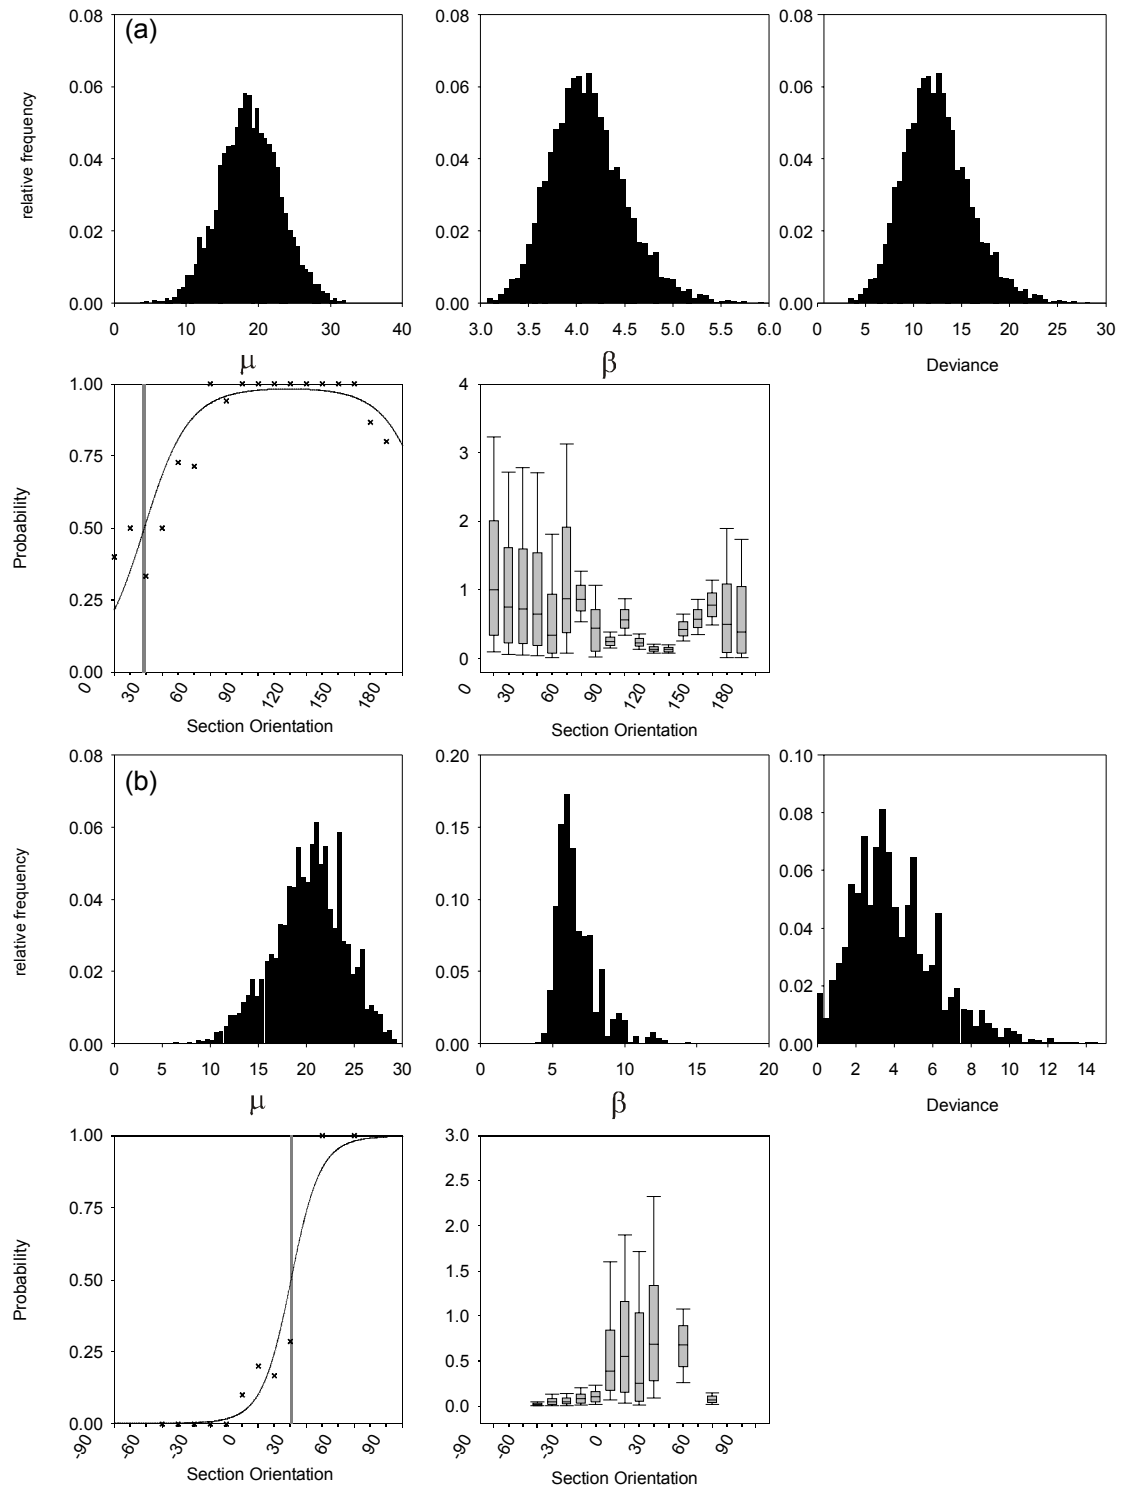 (a)
relative frequency
0.08
0.06
0.04
0.02
0.00
0 10 20 30 40
μ
0.08
0.06
0.04
0.02
0.00
3.0 3.5 4.0 4.5 5.0 5.5 6.0
β
0.08
0.06
0.04
0.02
0.00
0 5 10 15 20 25 30
Deviance
Probability
1.00
0.75
0.50
0.25
0.00
0 30 60 90 120 150 180
Section Orientation
4
3
2
1
0
0 30 60 90 120 150 180
Section Orientation
(b)
relative frequency
0.08
0.06
0.04
0.02
0.00
0 5 10 15 20 25 30
μ
0.20
0.15
0.10
0.05
0.00
0 5 10 15 20
β
0.10
0.08
0.06
0.04
0.02
0.00
0 2 4 6 8 10 12 14
Deviance
Probability
1.00
0.75
0.50
0.25
0.00
-90 -60 -30 0 30 60 90
Section Orientation
3.0
2.5
2.0
1.5
1.0
0.5
0.0
-90 -60 -30 0 30 60 90
Section Orientation